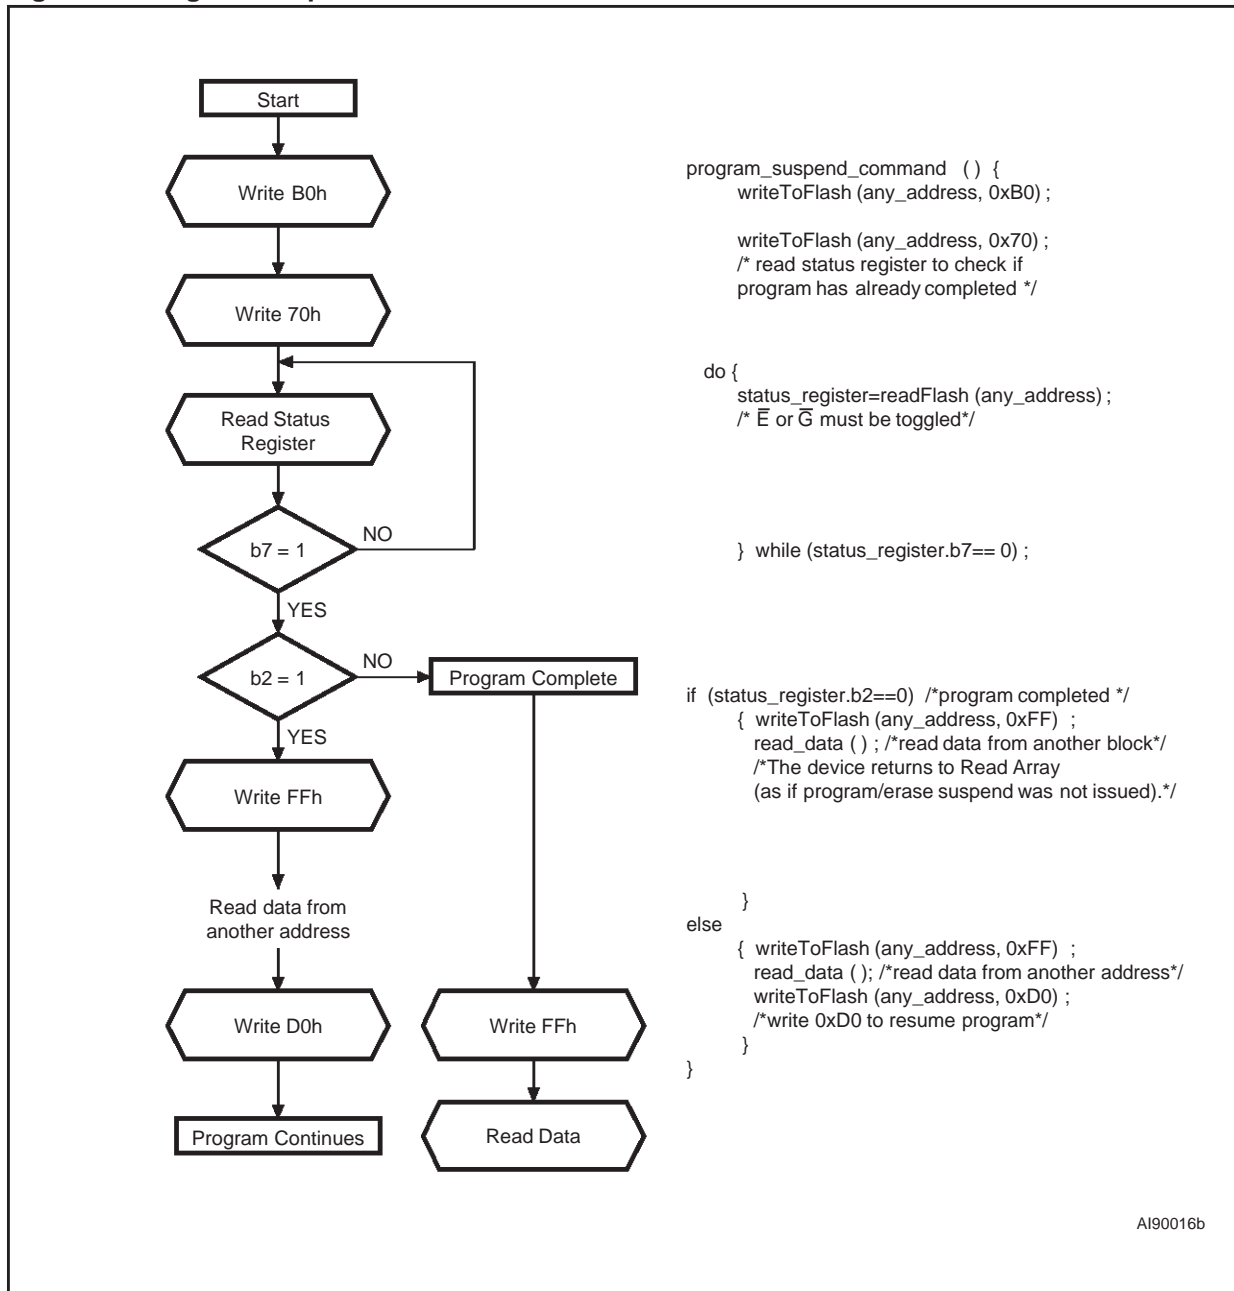 Start
Write B0h
Write 70h
Read Status
Register
b7 = 1
NO
YES
b2 = 1
NO
Program Complete
YES
Write FFh
Read data from
another address
Write D0h
Write FFh
Program Continues
Read Data
program_suspend_command ( ) {
writeToFlash (any_address, 0xB0) ;
writeToFlash (any_address, 0x70) ;
/* read status register to check if
program has already completed */
do {
status_register=readFlash (any_address) ;
/* E̅ or G̅ must be toggled*/
} while (status_register.b7== 0) ;
if (status_register.b2==0) /*program completed */
{ writeToFlash (any_address, 0xFF) ;
read_data ( ) ; /*read data from another block*/
/*The device returns to Read Array
(as if program/erase suspend was not issued).*/
}
else
{ writeToFlash (any_address, 0xFF) ;
read_data ( ); /*read data from another address*/
writeToFlash (any_address, 0xD0) ;
/*write 0xD0 to resume program*/
}
}
AI90016b